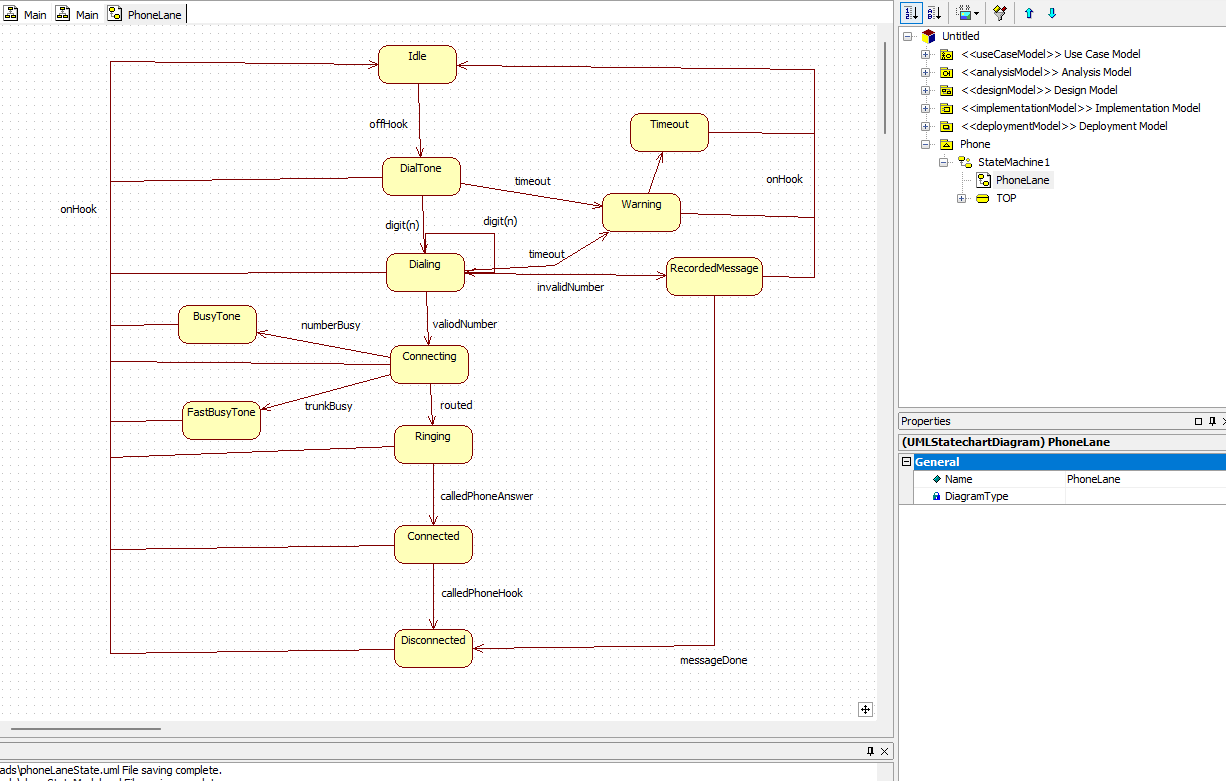 Main
Main
PhoneLane
Idle
offHook
Timeout
DialTone
timeout
onHook
Warning
onHook
digit(n)
digit(n)
Dialing
timeout
RecordedMessage
invalidNumber
BusyTone
numberBusy
valiodNumber
Connecting
FastBusyTone
trunkBusy
routed
Ringing
calledPhoneAnswer
Connected
calledPhoneHook
Disconnected
messageDone
ads\phoneLaneState.uml File saving complete.
Untitled
<<useCaseModel>> Use Case Model
<<analysisModel>> Analysis Model
<<designModel>> Design Model
<<implementationModel>> Implementation Model
<<deploymentModel>> Deployment Model
Phone
StateMachine1
PhoneLane
TOP
Properties
(UMLStatechartDiagram) PhoneLane
General
Name PhoneLane
DiagramType